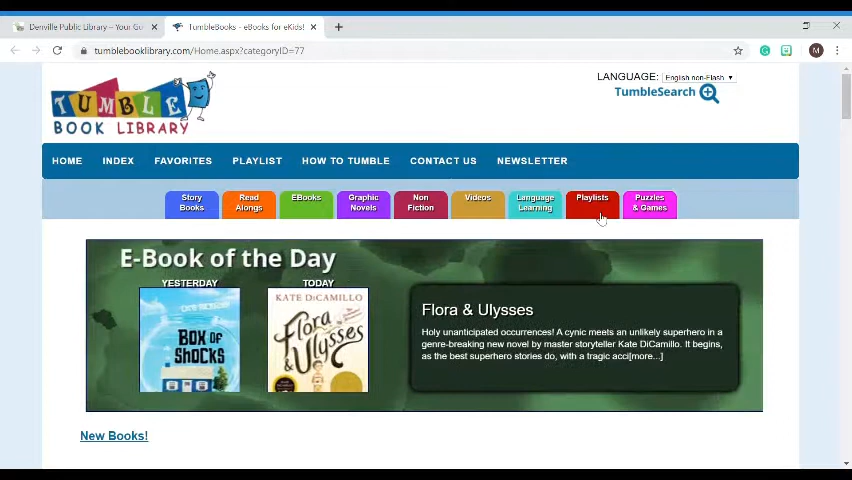 Denville Public Library – Your Gu
TumbleBooks - eBooks for eKids!
tumblebooklibrary.com/Home.aspx?categoryID=77
M
LANGUAGE: English non-Flash
TumbleSearch
TUMBLE
BOOK LIBRARY
HOME INDEX FAVORITES PLAYLIST HOW TO TUMBLE CONTACT US NEWSLETTER
Story Books
Read Alongs
EBooks
Graphic Novels
Non Fiction
Videos
Language Learning
Playlists
Puzzles & Games
E-Book of the Day
YESTERDAY TODAY
BOX OF SHOCKS
KATE DICAMILLO
FLORA & ULYSSES
Flora & Ulysses
Holy unanticipated occurrences! A cynic meets an unlikely superhero in a
genre-breaking new novel by master storyteller Kate DiCamillo. It begins,
as the best superhero stories do, with a tragic acci[more...]
New Books!